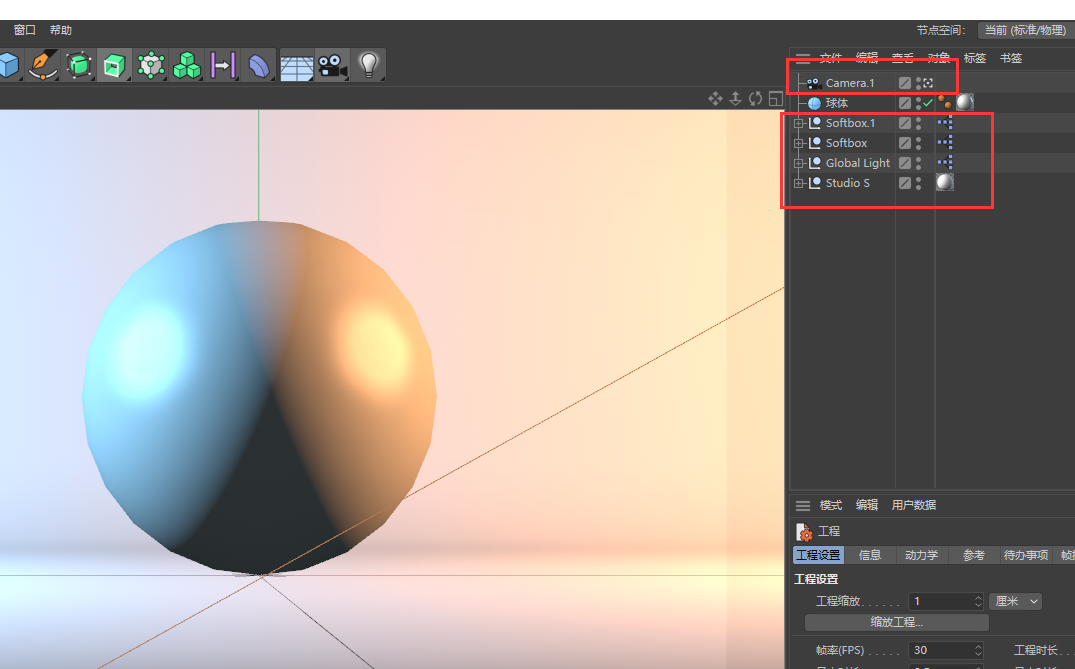 窗口 帮助
节点空间: 当前 (标准/物理)
文件 编辑 查看 对象 标签 书签
Camera.1
球体
Softbox.1
Softbox
Global Light
Studio S
模式 编辑 用户数据
工程
工程设置 信息 动力学 参考 待办事项
工程设置
工程缩放 . . . . . . 1 厘米
缩放工程...
帧率(FPS) . . . . . 30 工程时长 . .